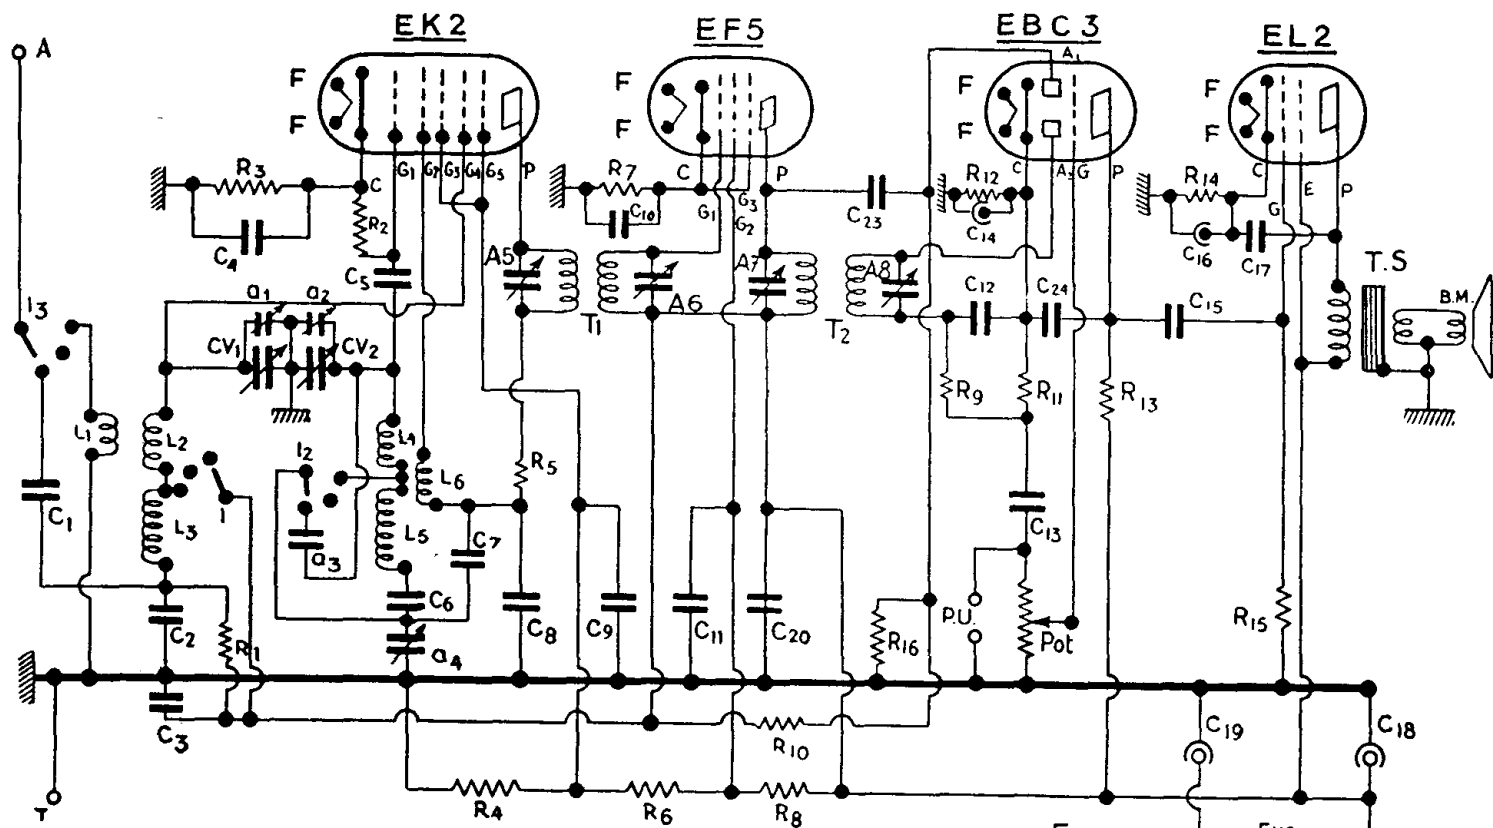 EK2 EF5 EBC3 EL2
A
F F F F
F F F F
A1
G1 G2 G3 G4 G5 P
C
C P
G1 G3
G2
C A2 G P
C G E P
R3 R2 R7 R12 R14
C4 C5 C10 C23 C14 C16 C17
A5 A6 A7 A8
T1 T2 T.S B.M.
I3 a1 a2
CV1 CV2
C12 C24 C15
R9 R11 R13
L1 L2 L4 L6 R5
I2
C1 L3 I a3 L5 C7 C13
C2 R1 C6 C8 C9 C11 C20 R16 P.U. Pot R15
a4
C3 R10 C19 C18
T R4 R6 R8